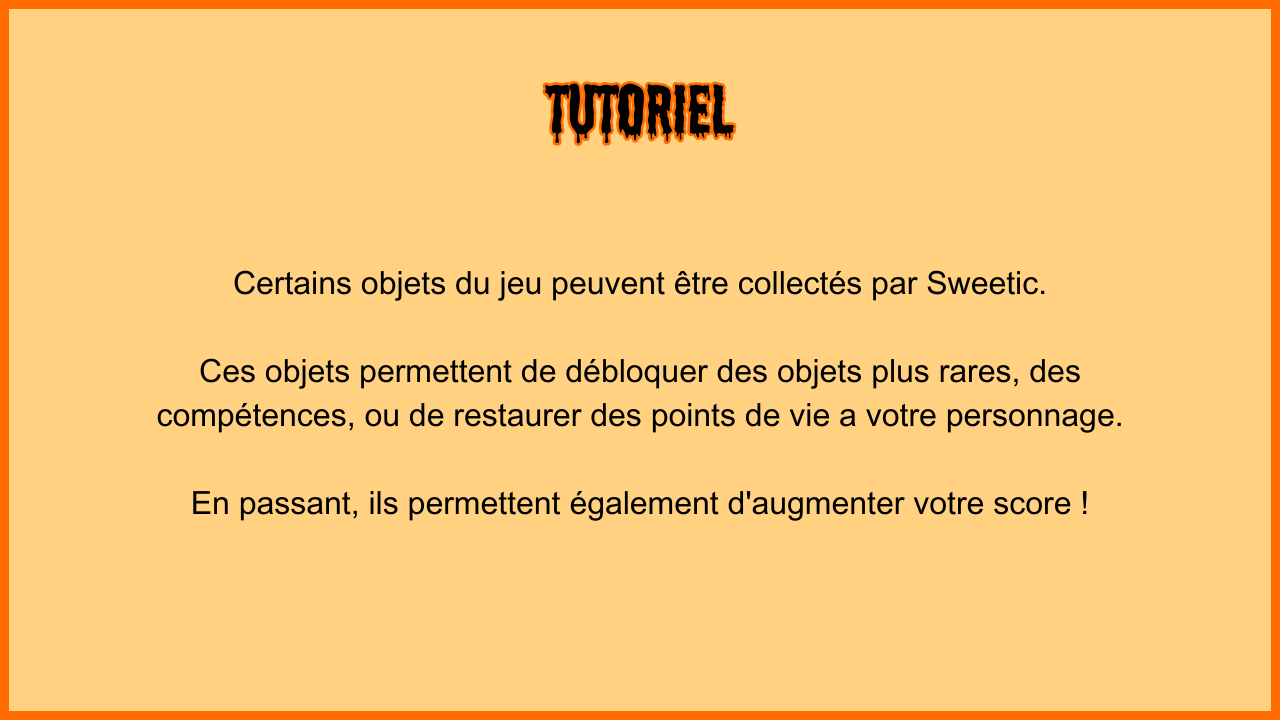 TUTORIEL
Certains objets du jeu peuvent être collectés par Sweetic.
Ces objets permettent de débloquer des objets plus rares, des
compétences, ou de restaurer des points de vie a votre personnage.
En passant, ils permettent également d'augmenter votre score !